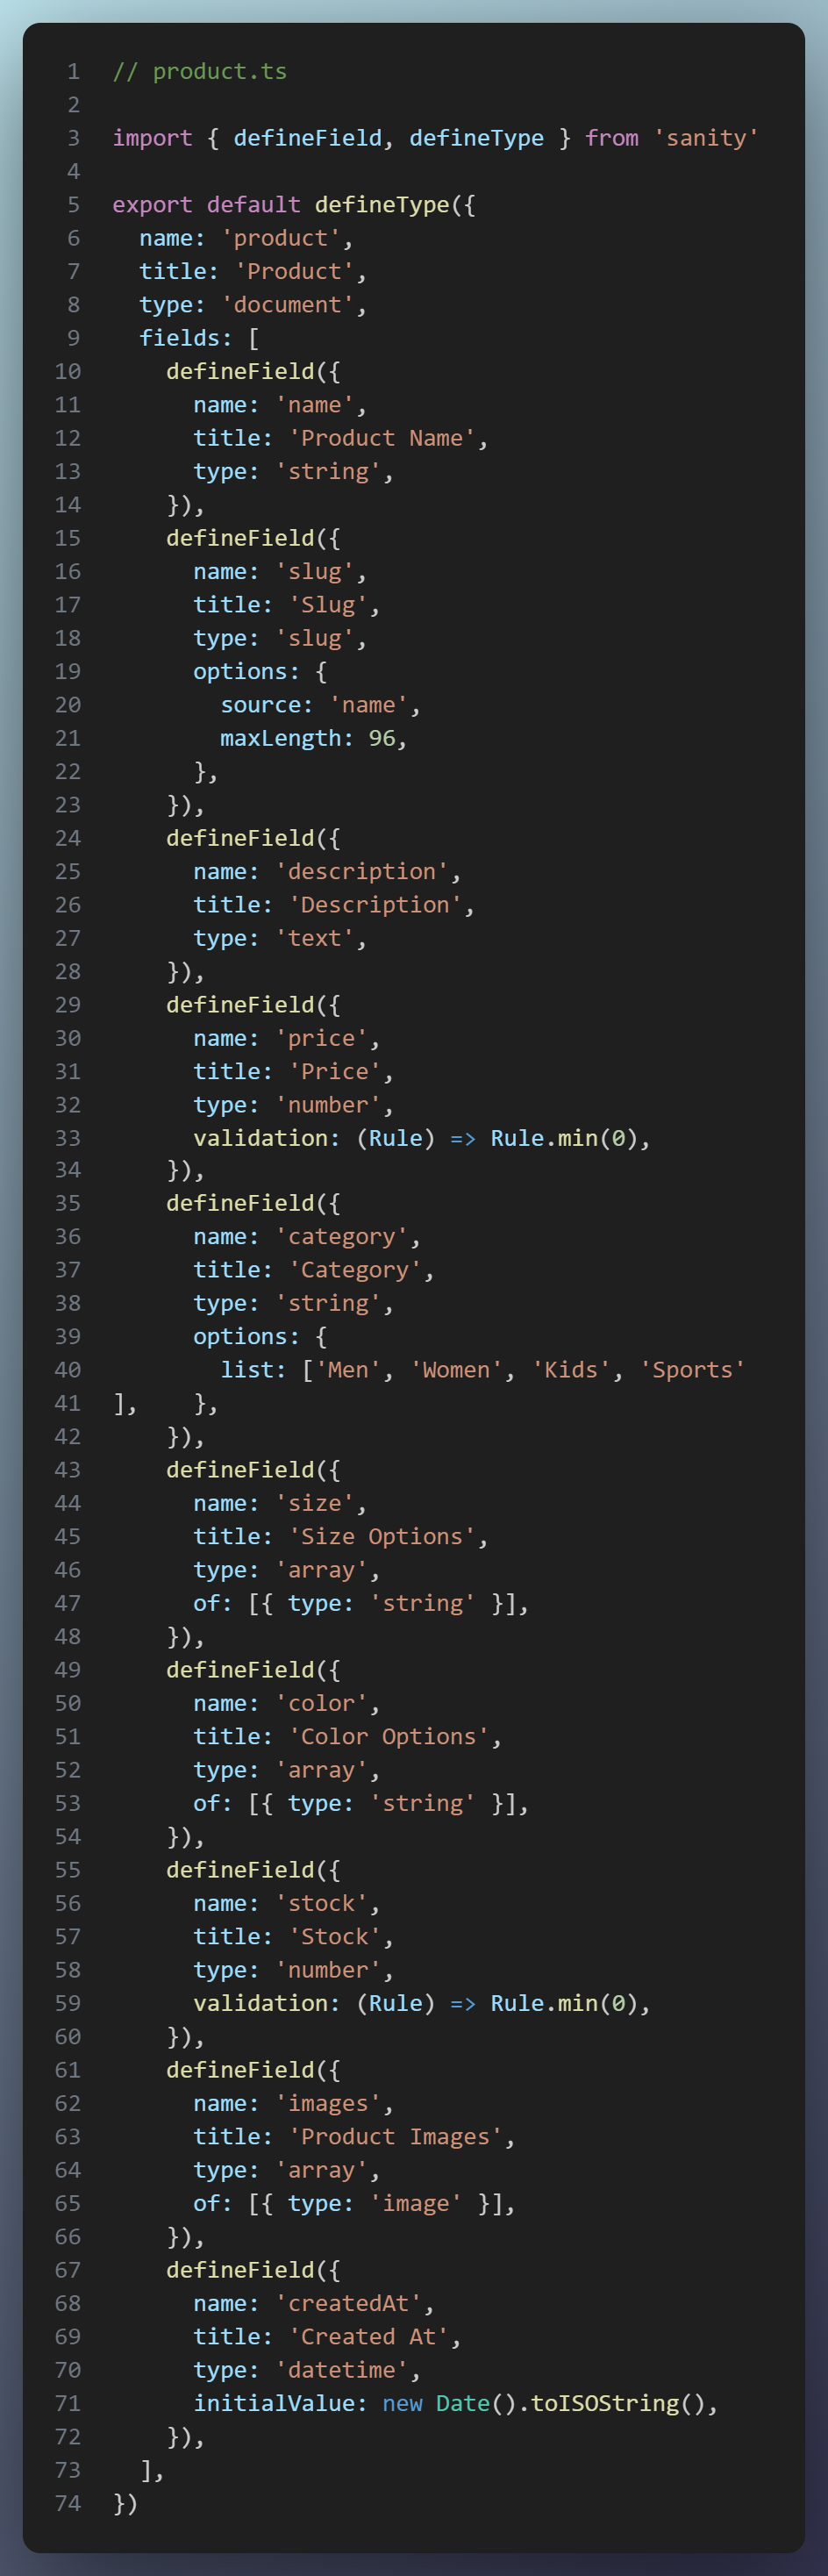 1 // product.ts
2
3 import { defineField, defineType } from 'sanity'
4
5 export default defineType({
6   name: 'product',
7   title: 'Product',
8   type: 'document',
9   fields: [
10     defineField({
11       name: 'name',
12       title: 'Product Name',
13       type: 'string',
14     }),
15     defineField({
16       name: 'slug',
17       title: 'Slug',
18       type: 'slug',
19       options: {
20         source: 'name',
21         maxLength: 96,
22       },
23     }),
24     defineField({
25       name: 'description',
26       title: 'Description',
27       type: 'text',
28     }),
29     defineField({
30       name: 'price',
31       title: 'Price',
32       type: 'number',
33       validation: (Rule) => Rule.min(0),
34     }),
35     defineField({
36       name: 'category',
37       title: 'Category',
38       type: 'string',
39       options: {
40         list: ['Men', 'Women', 'Kids', 'Sports'
41 ],    },
42     }),
43     defineField({
44       name: 'size',
45       title: 'Size Options',
46       type: 'array',
47       of: [{ type: 'string' }],
48     }),
49     defineField({
50       name: 'color',
51       title: 'Color Options',
52       type: 'array',
53       of: [{ type: 'string' }],
54     }),
55     defineField({
56       name: 'stock',
57       title: 'Stock',
58       type: 'number',
59       validation: (Rule) => Rule.min(0),
60     }),
61     defineField({
62       name: 'images',
63       title: 'Product Images',
64       type: 'array',
65       of: [{ type: 'image' }],
66     }),
67     defineField({
68       name: 'createdAt',
69       title: 'Created At',
70       type: 'datetime',
71       initialValue: new Date().toISOString(),
72     }),
73   ],
74 })